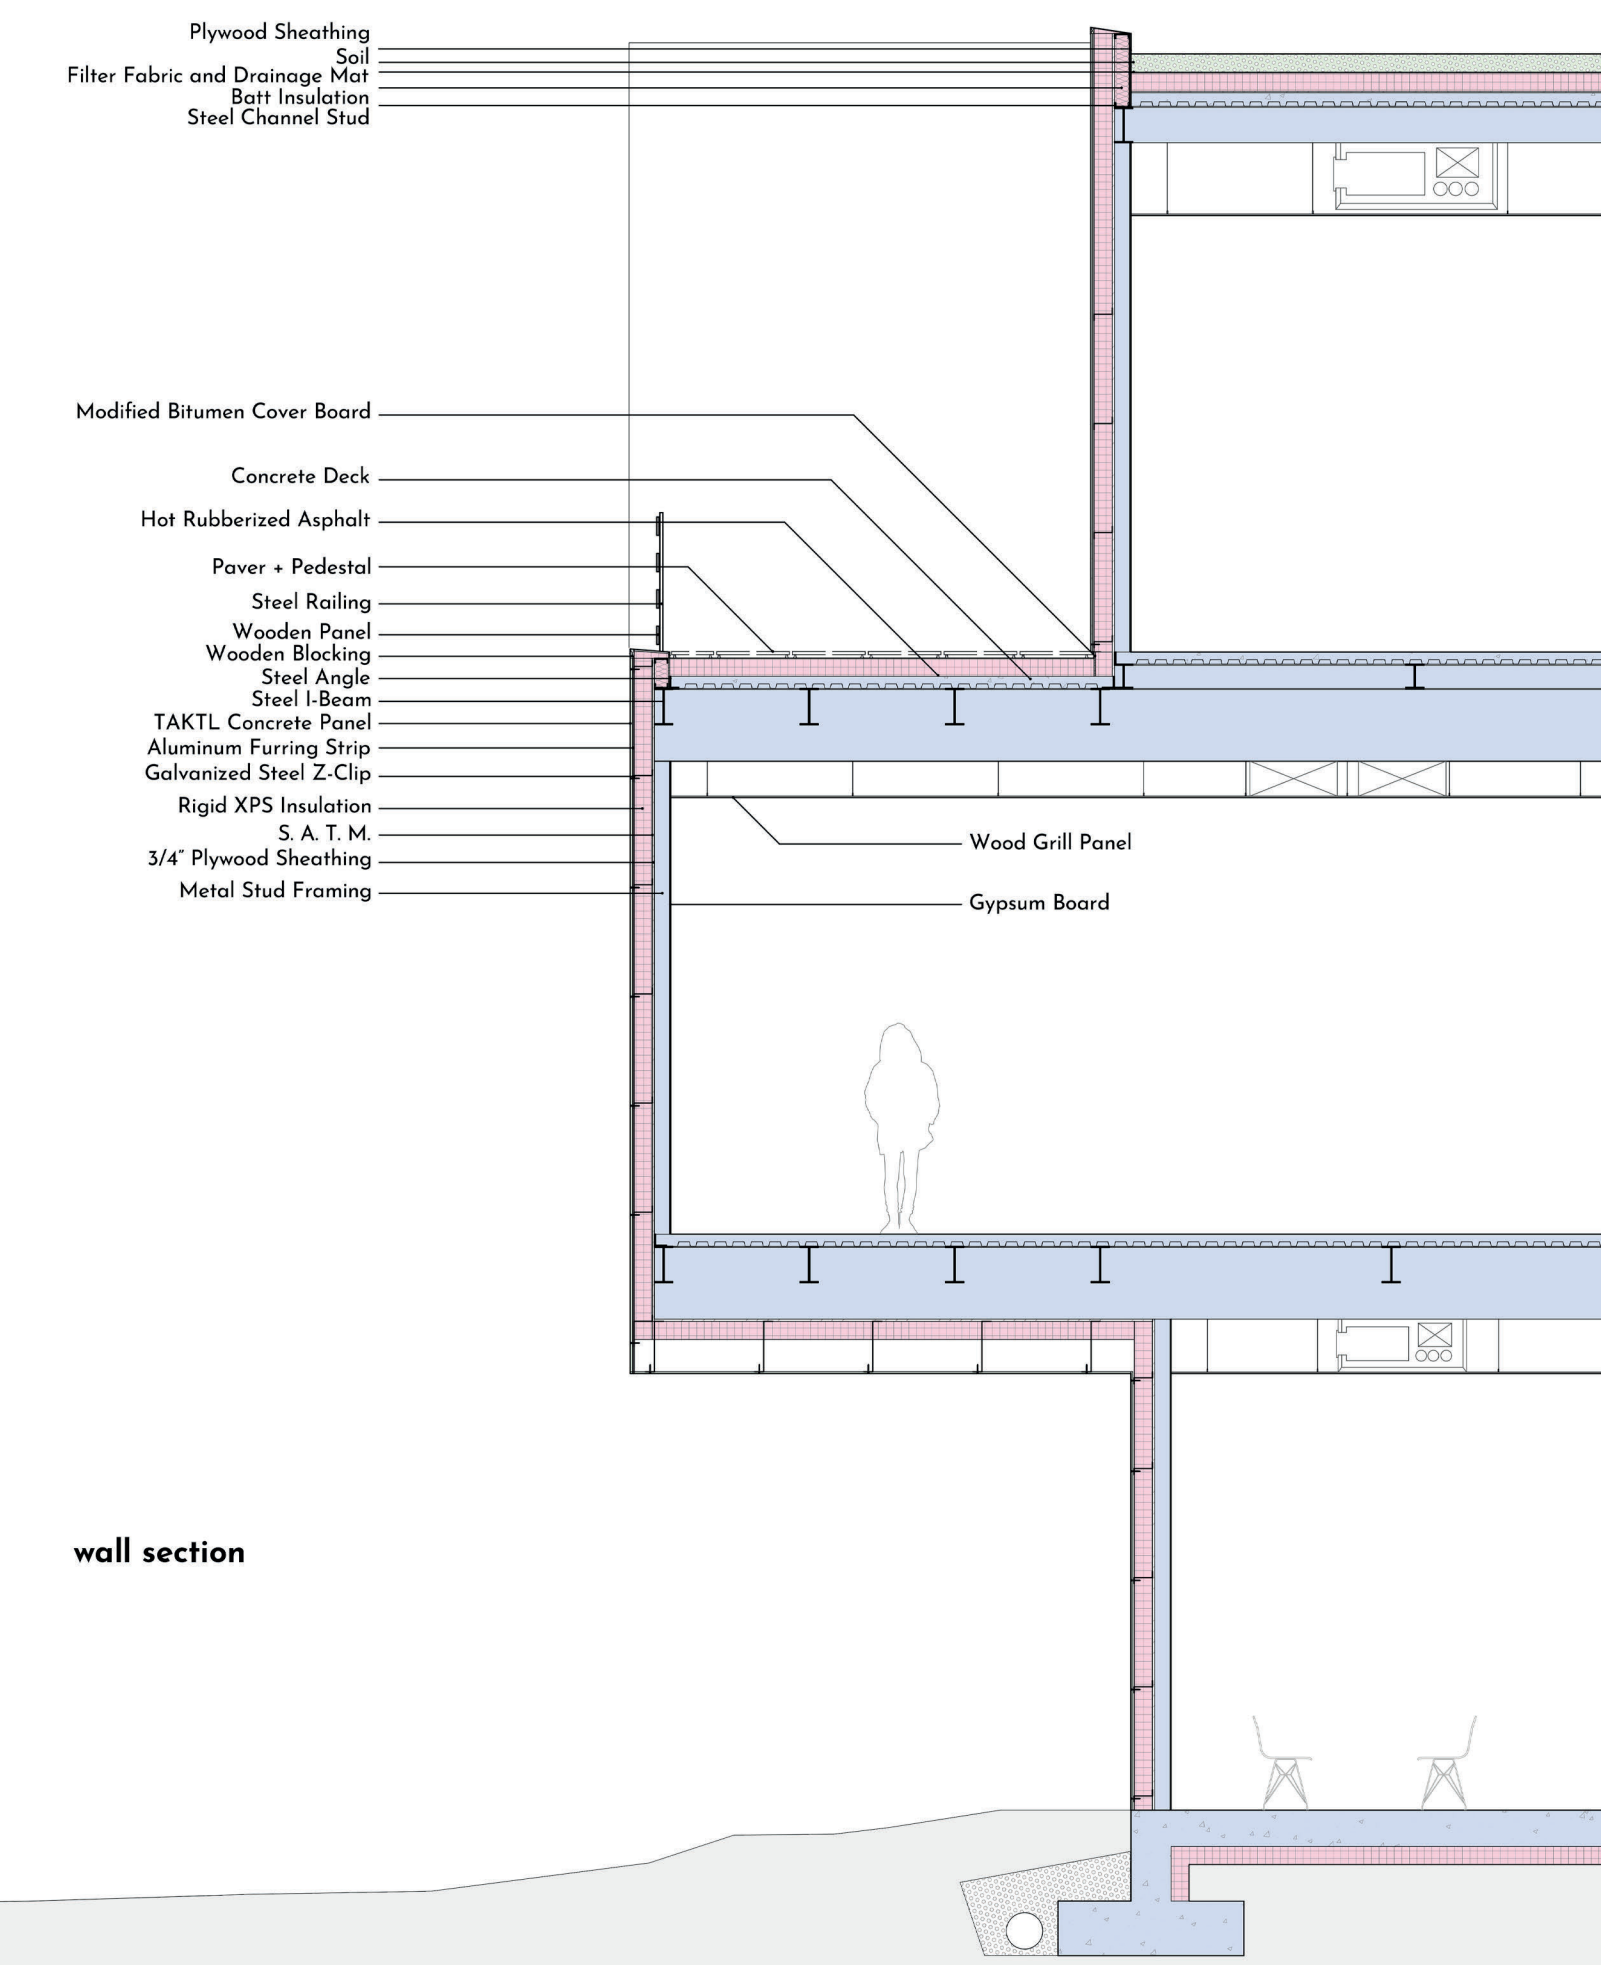 Plywood Sheathing
Soil
Filter Fabric and Drainage Mat
Batt Insulation
Steel Channel Stud
Modified Bitumen Cover Board
Concrete Deck
Hot Rubberized Asphalt
Paver + Pedestal
Steel Railing
Wooden Panel
Wooden Blocking
Steel Angle
Steel I-Beam
TAKTL Concrete Panel
Aluminum Furring Strip
Galvanized Steel Z-Clip
Rigid XPS Insulation
S. A. T. M.
3/4" Plywood Sheathing
Metal Stud Framing
Wood Grill Panel
Gypsum Board
wall section